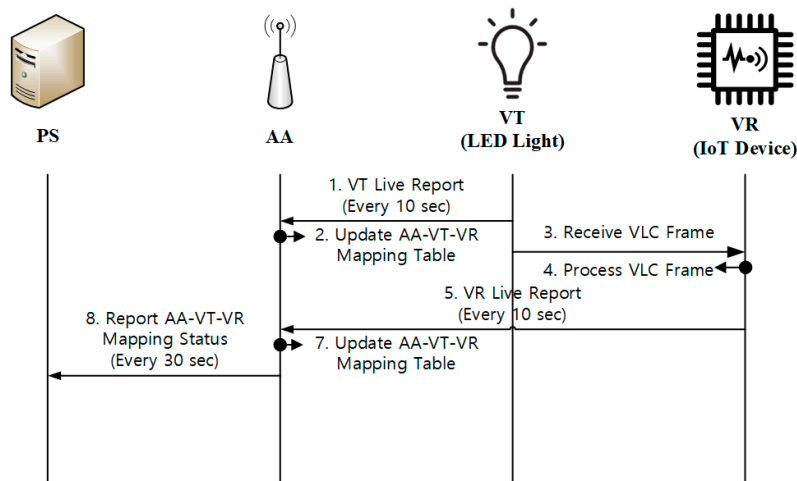 PS
AA
VT
(LED Light)
VR
(IoT Device)
1. VT Live Report
(Every 10 sec)
2. Update AA-VT-VR
Mapping Table
3. Receive VLC Frame
4. Process VLC Frame
5. VR Live Report
(Every 10 sec)
7. Update AA-VT-VR
Mapping Table
8. Report AA-VT-VR
Mapping Status
(Every 30 sec)